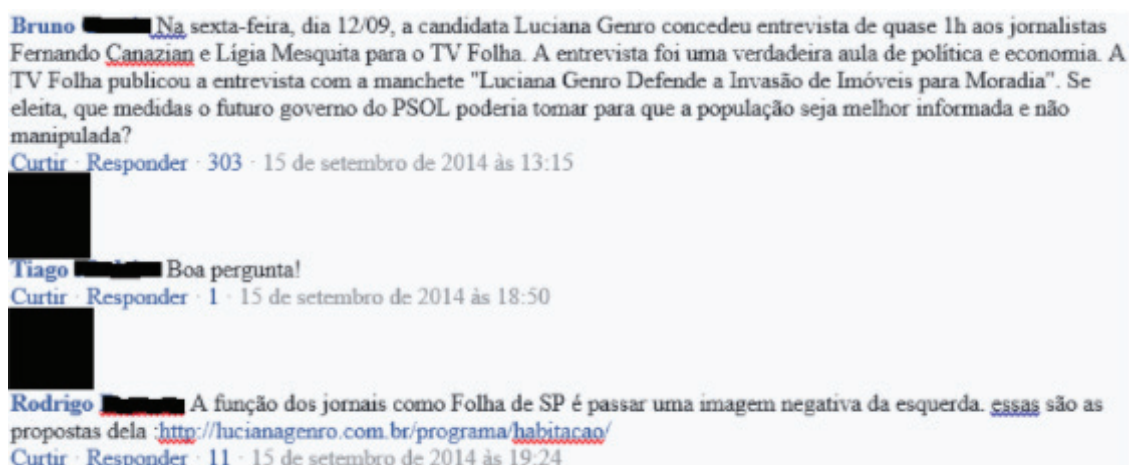 Bruno Na sexta-feira, dia 12/09, a candidata Luciana Genro concedeu entrevista de quase 1h aos jornalistas
Fernando Canazian e Lígia Mesquita para o TV Folha. A entrevista foi uma verdadeira aula de política e economia. A
TV Folha publicou a entrevista com a manchete "Luciana Genro Defende a Invasão de Imóveis para Moradia". Se
eleita, que medidas o futuro governo do PSOL poderia tomar para que a população seja melhor informada e não
manipulada?
Curtir · Responder · 303 · 15 de setembro de 2014 às 13:15
Tiago Boa pergunta!
Curtir · Responder · 1 · 15 de setembro de 2014 às 18:50
Rodrigo A função dos jornais como Folha de SP é passar uma imagem negativa da esquerda. essas são as
propostas dela :http://lucianagenro.com.br/programa/habitacao/
Curtir · Responder · 11 · 15 de setembro de 2014 às 19:24